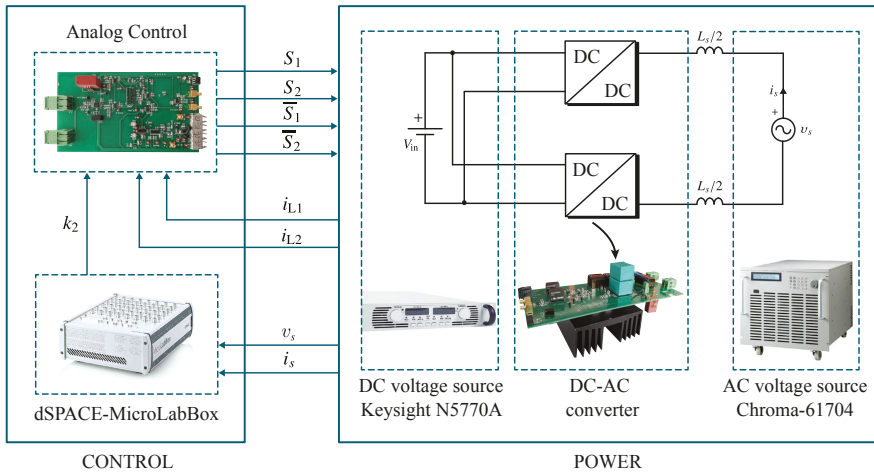 Analog Control
S1
S2
S̅1
S̅2
iL1
iL2
k2
vs
is
dSPACE-MicroLabBox
CONTROL
+
Vin
DC
DC
DC
DC
Ls/2
Ls/2
is
+
υs
DC voltage source
Keysight N5770A
DC-AC
converter
AC voltage source
Chroma-61704
POWER